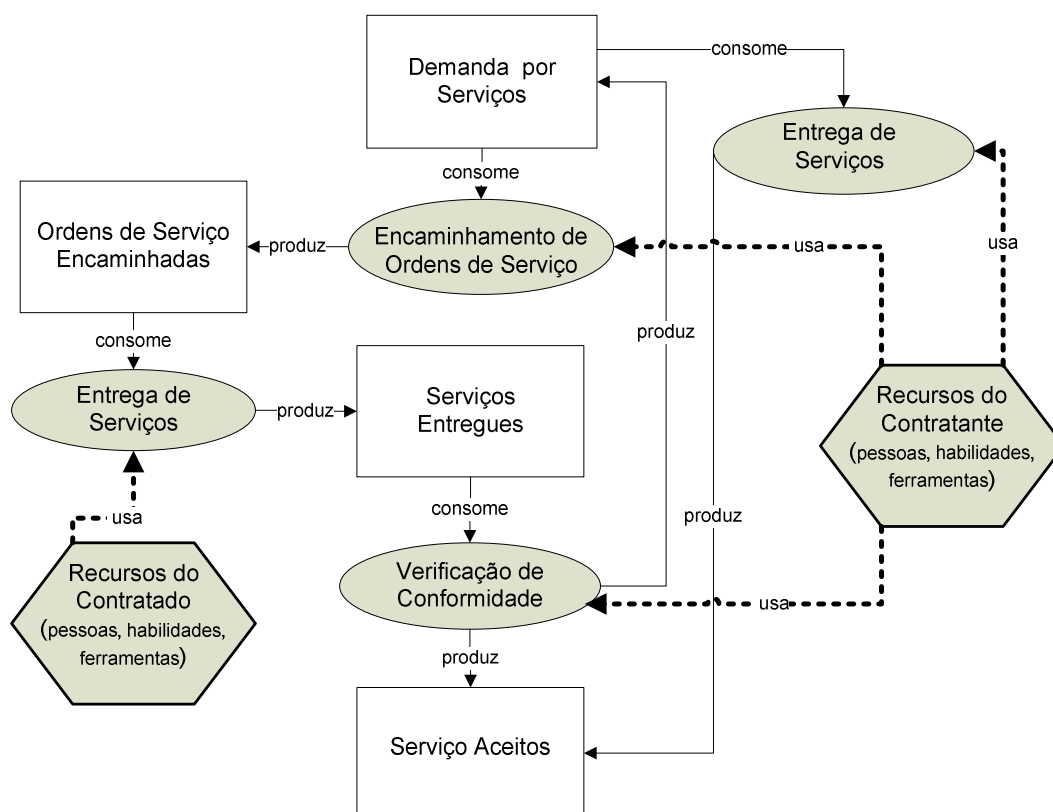 Demanda por
Serviços
consome
Entrega de
Serviços
consome
Ordens de Serviço
Encaminhadas
produz
Encaminhamento de
Ordens de Serviço
usa
usa
consome
produz
Entrega de
Serviços
produz
Serviços
Entregues
Recursos do
Contratante
(pessoas, habilidades,
ferramentas)
usa
consome
produz
Recursos do
Contratado
(pessoas, habilidades,
ferramentas)
Verificação de
Conformidade
usa
produz
Serviço Aceitos